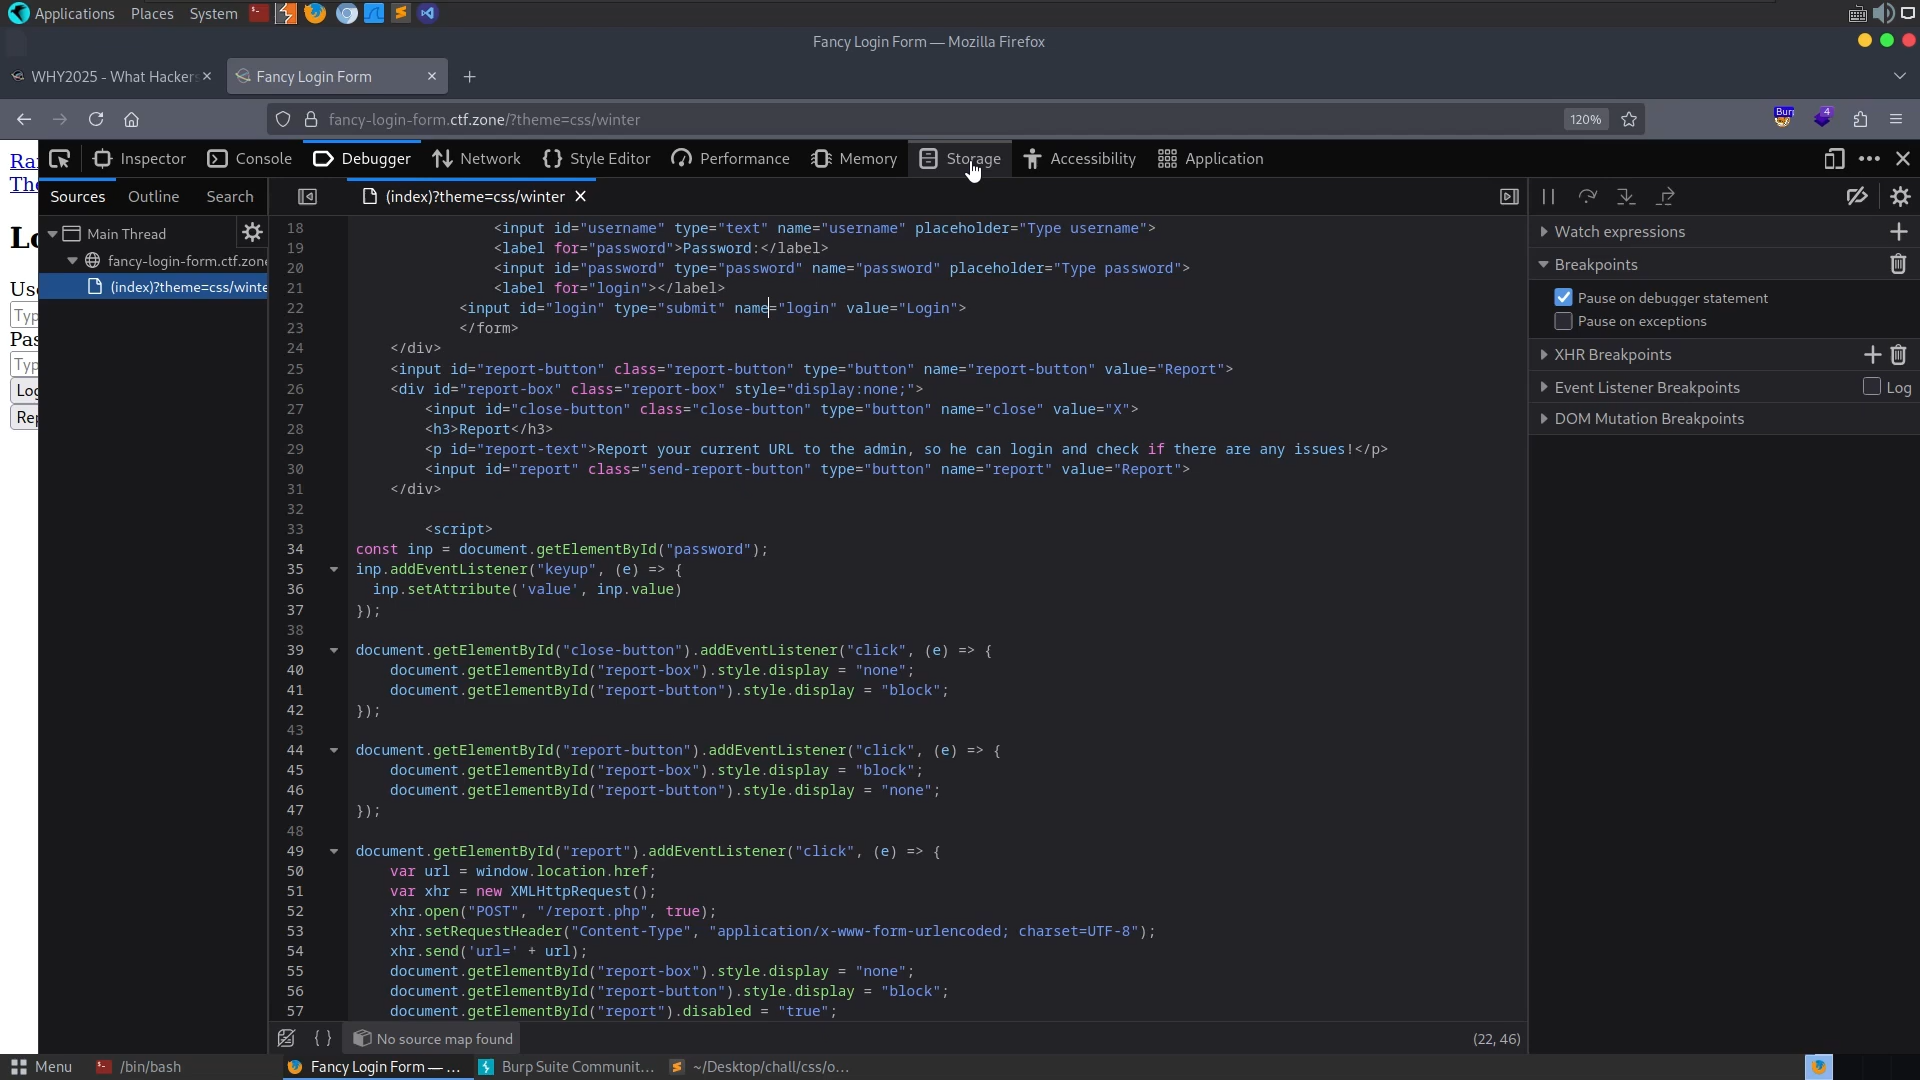 Applications Places System
Fancy Login Form — Mozilla Firefox
WHY2025 - What Hacker
Fancy Login Form
fancy-login-form.ctf.zone/?theme=css/winter
120%
Burp
4
Inspector Console Debugger Network Style Editor Performance Memory Storage Accessibility Application
Sources Outline Search
(index)?theme=css/winter
Main Thread
fancy-login-form.ctf.zone
(index)?theme=css/winte
Watch expressions
Breakpoints
Pause on debugger statement
Pause on exceptions
XHR Breakpoints
Event Listener Breakpoints Log
DOM Mutation Breakpoints
18 <input id="username" type="text" name="username" placeholder="Type username">
19 <label for="password">Password:</label>
20 <input id="password" type="password" name="password" placeholder="Type password">
21 <label for="login"></label>
22 <input id="login" type="submit" name="login" value="Login">
23 </form>
24 </div>
25 <input id="report-button" class="report-button" type="button" name="report-button" value="Report">
26 <div id="report-box" class="report-box" style="display:none;">
27 <input id="close-button" class="close-button" type="button" name="close" value="X">
28 <h3>Report</h3>
29 <p id="report-text">Report your current URL to the admin, so he can login and check if there are any issues!</p>
30 <input id="report" class="send-report-button" type="button" name="report" value="Report">
31 </div>
32
33 <script>
34 const inp = document.getElementById("password");
35 inp.addEventListener("keyup", (e) => {
36 inp.setAttribute('value', inp.value)
37 });
38
39 document.getElementById("close-button").addEventListener("click", (e) => {
40 document.getElementById("report-box").style.display = "none";
41 document.getElementById("report-button").style.display = "block";
42 });
43
44 document.getElementById("report-button").addEventListener("click", (e) => {
45 document.getElementById("report-box").style.display = "block";
46 document.getElementById("report-button").style.display = "none";
47 });
48
49 document.getElementById("report").addEventListener("click", (e) => {
50 var url = window.location.href;
51 var xhr = new XMLHttpRequest();
52 xhr.open("POST", "/report.php", true);
53 xhr.setRequestHeader("Content-Type", "application/x-www-form-urlencoded; charset=UTF-8");
54 xhr.send('url=' + url);
55 document.getElementById("report-box").style.display = "none";
56 document.getElementById("report-button").style.display = "block";
57 document.getElementById("report").disabled = "true";
{ } No source map found (22, 46)
Menu /bin/bash Fancy Login Form — ... Burp Suite Communit... ~/Desktop/chall/css/o...